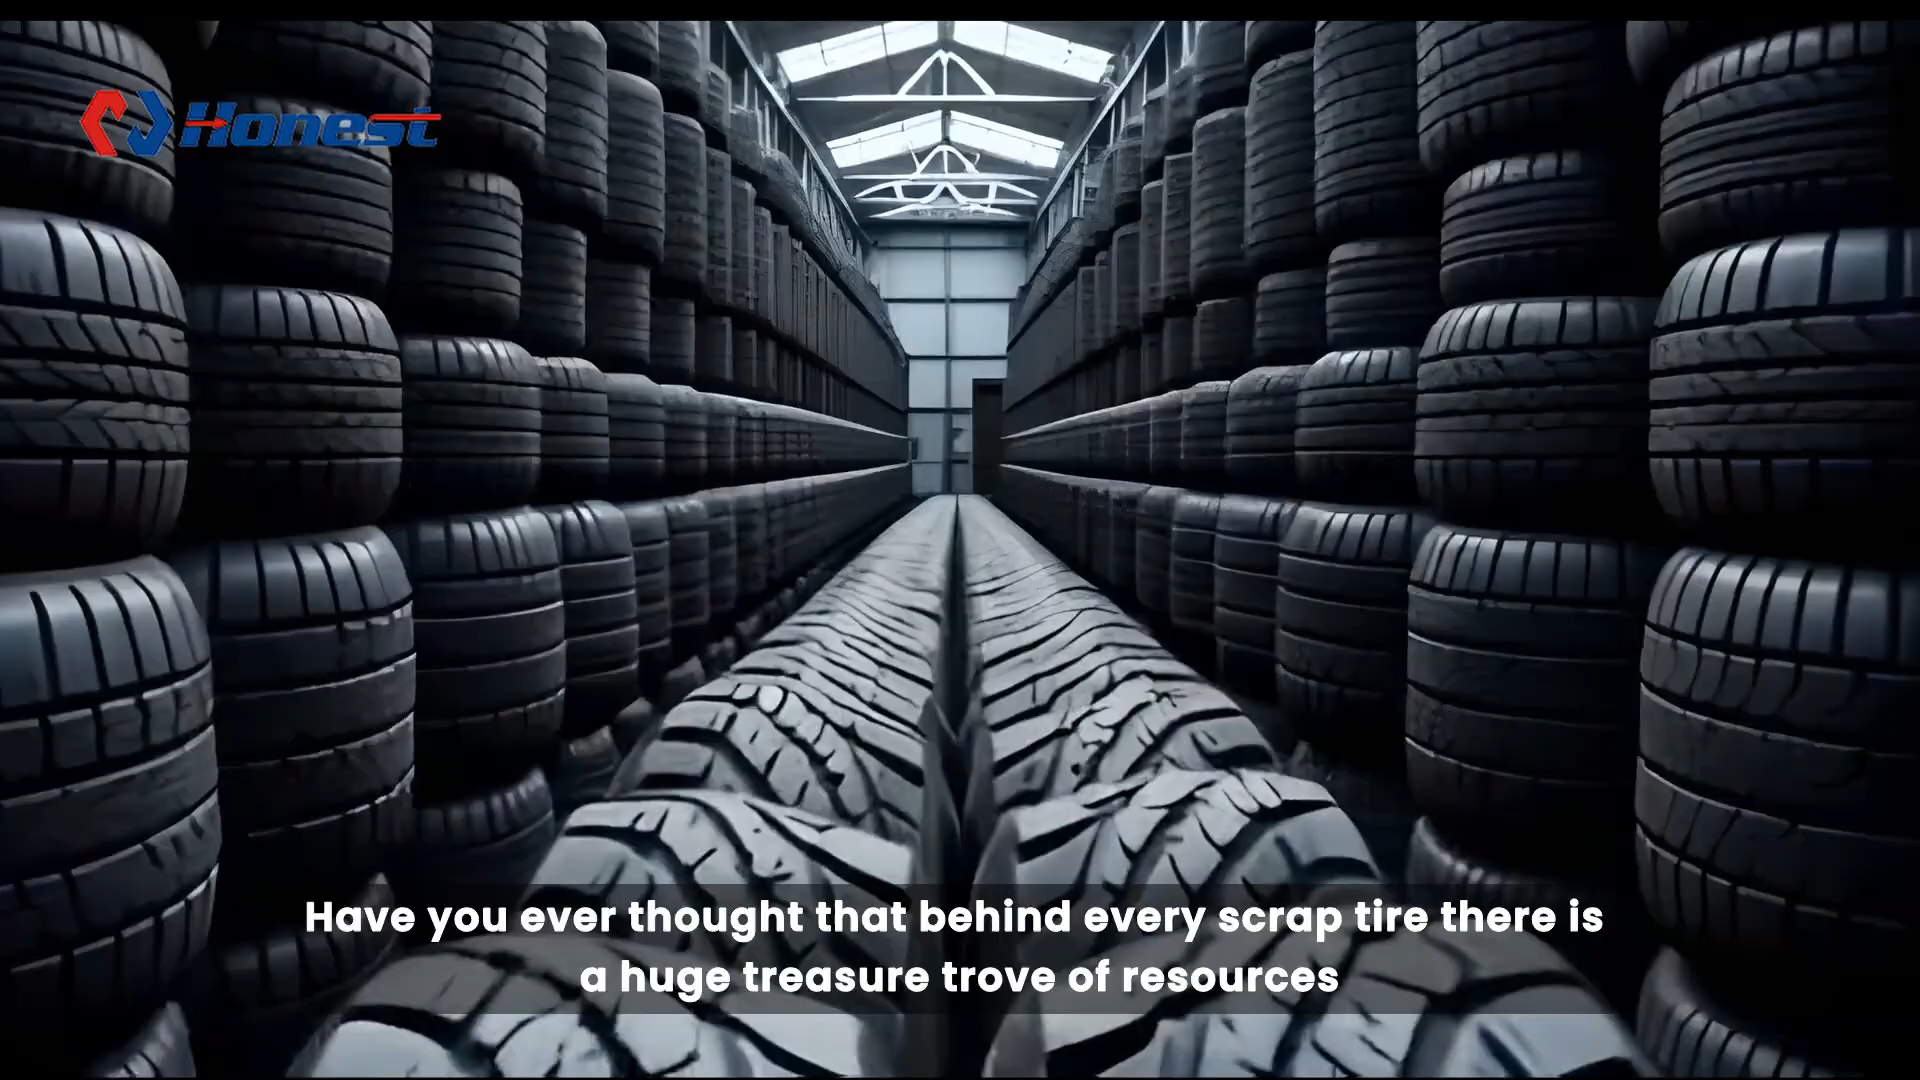 Honest
Have you ever thought that behind every scrap tire there is
a huge treasure trove of resources